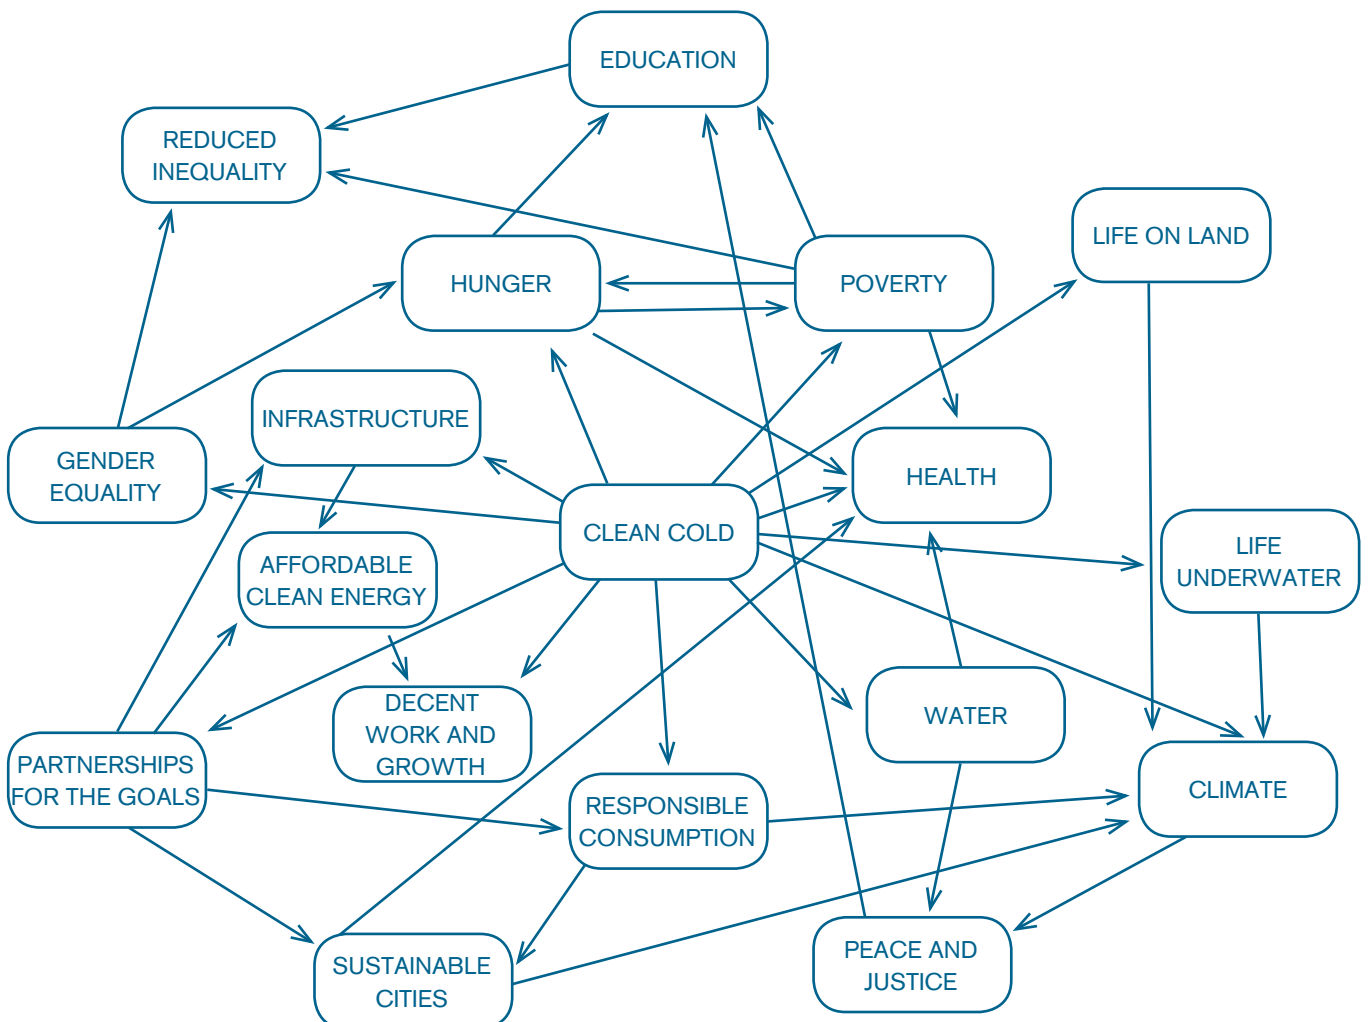 EDUCATION
REDUCED
INEQUALITY
LIFE ON LAND
HUNGER
POVERTY
INFRASTRUCTURE
GENDER
EQUALITY
HEALTH
CLEAN COLD
LIFE
UNDERWATER
AFFORDABLE
CLEAN ENERGY
DECENT
WORK AND
GROWTH
WATER
PARTNERSHIPS
FOR THE GOALS
RESPONSIBLE
CONSUMPTION
CLIMATE
SUSTAINABLE
CITIES
PEACE AND
JUSTICE